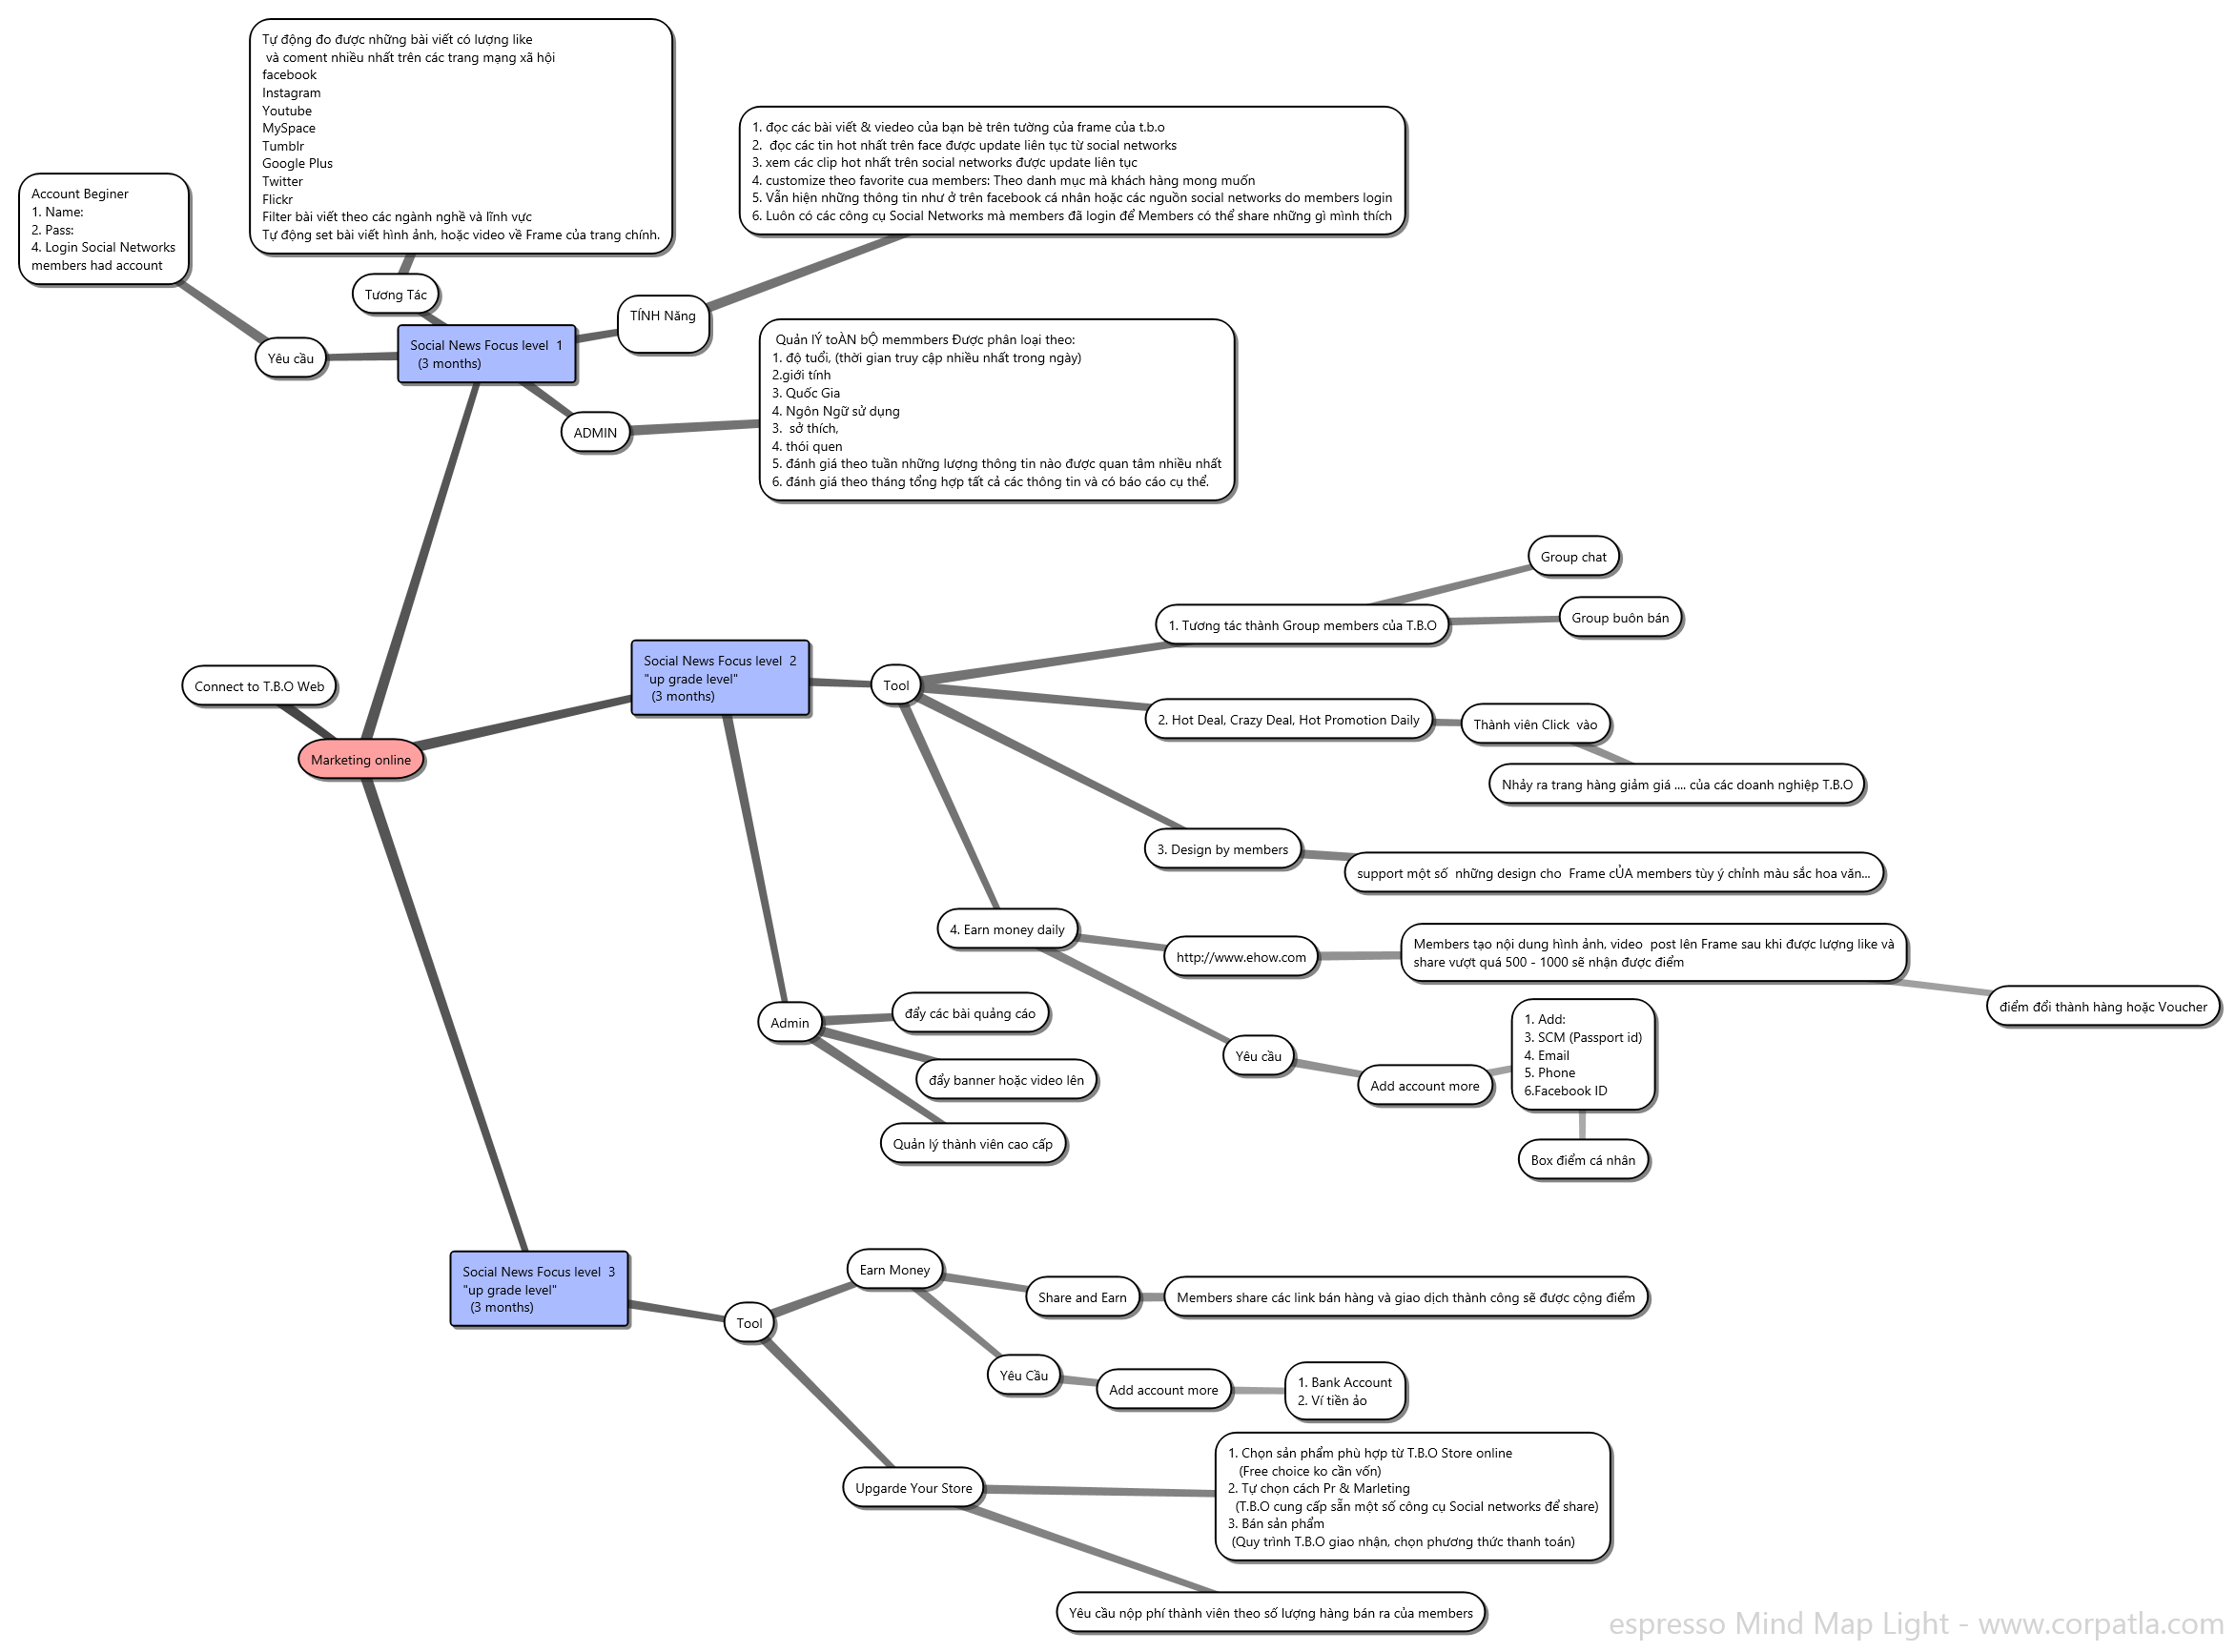 Tự động đo được những bài viết có lượng like
và coment nhiều nhất trên các trang mạng xã hội
facebook
Instagram
Youtube
MySpace
Tumblr
Google Plus
Twitter
Flickr
Filter bài viết theo các ngành nghề và lĩnh vực
Tự động set bài viết hình ảnh, hoặc video về Frame của trang chính.
1. đọc các bài viết & viedeo của bạn bè trên tường của frame của t.b.o
2. đọc các tin hot nhất trên face được update liên tục từ social networks
3. xem các clip hot nhất trên social networks được update liên tục
4. customize theo favorite cua members: Theo danh mục mà khách hàng mong muốn
5. Vẫn hiện những thông tin như ở trên facebook cá nhân hoặc các nguồn social networks do members login
6. Luôn có các công cụ Social Networks mà members đã login để Members có thể share những gì mình thích
Account Beginer
1. Name:
2. Pass:
4. Login Social Networks
members had account
Tương Tác
TÍNH Năng
Yêu cầu
Social News Focus level 1
(3 months)
ADMIN
Quản lÝ toÀN bỘ memmbers Được phân loại theo:
1. độ tuổi, (thời gian truy cập nhiều nhất trong ngày)
2.giới tính
3. Quốc Gia
4. Ngôn Ngữ sử dụng
3. sở thích,
4. thói quen
5. đánh giá theo tuần những lượng thông tin nào được quan tâm nhiều nhất
6. đánh giá theo tháng tổng hợp tất cả các thông tin và có báo cáo cụ thể.
Group chat
Group buôn bán
1. Tương tác thành Group members của T.B.O
Social News Focus level 2
"up grade level"
(3 months)
Tool
Connect to T.B.O Web
Marketing online
2. Hot Deal, Crazy Deal, Hot Promotion Daily
Thành viên Click vào
Nhảy ra trang hàng giảm giá .... của các doanh nghiệp T.B.O
3. Design by members
support một số những design cho Frame cỦA members tùy ý chỉnh màu sắc hoa văn...
4. Earn money daily
http://www.ehow.com
Members tạo nội dung hình ảnh, video post lên Frame sau khi được lượng like và
share vượt quá 500 - 1000 sẽ nhận được điểm
điểm đổi thành hàng hoặc Voucher
Admin
đẩy các bài quảng cáo
đẩy banner hoặc video lên
Quản lý thành viên cao cấp
Yêu cầu
Add account more
1. Add:
3. SCM (Passport id)
4. Email
5. Phone
6.Facebook ID
Box điểm cá nhân
Social News Focus level 3
"up grade level"
(3 months)
Tool
Earn Money
Share and Earn
Members share các link bán hàng và giao dịch thành công sẽ được cộng điểm
Yêu Cầu
Add account more
1. Bank Account
2. Ví tiền ảo
Upgarde Your Store
1. Chọn sản phẩm phù hợp từ T.B.O Store online
(Free choice ko cần vốn)
2. Tự chọn cách Pr & Marleting
(T.B.O cung cấp sẵn một số công cụ Social networks để share)
3. Bán sản phẩm
(Quy trình T.B.O giao nhận, chọn phương thức thanh toán)
Yêu cầu nộp phí thành viên theo số lượng hàng bán ra của members
espresso Mind Map Light - www.corpatla.com